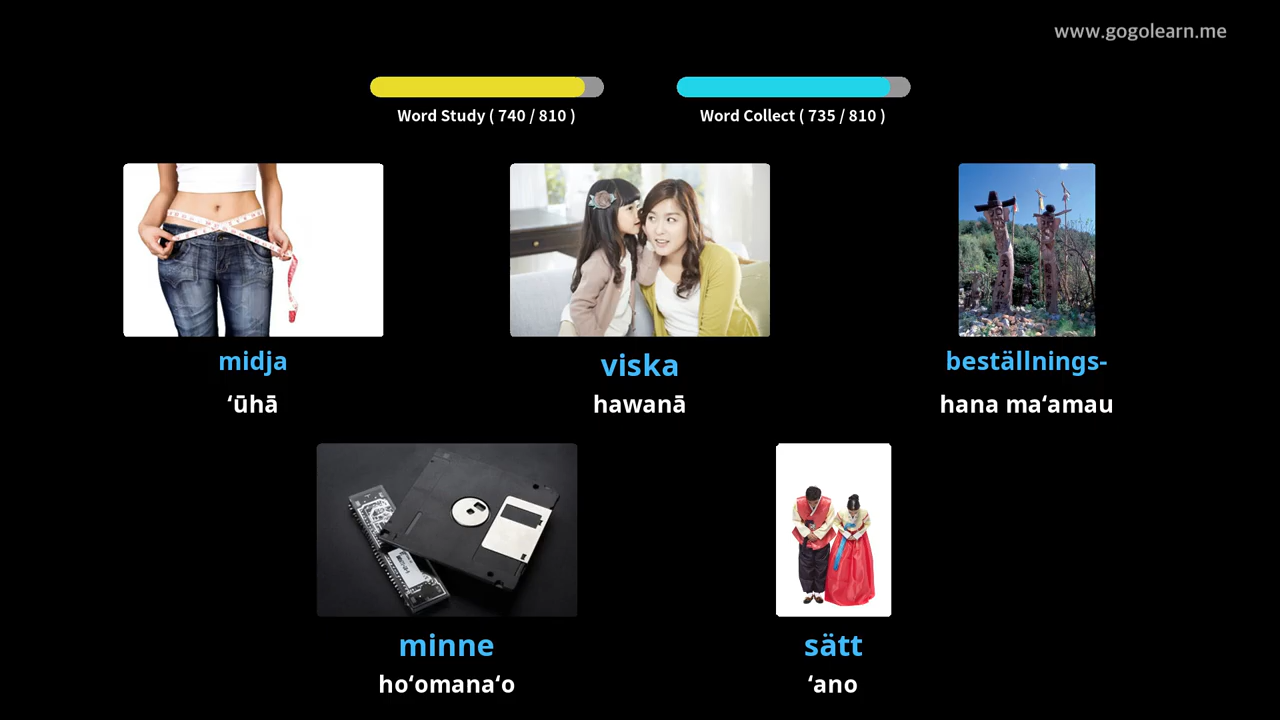 www.gogolearn.me
Word Study ( 740 / 810 )
Word Collect ( 735 / 810 )
midja
viska
beställnings-
ʻūhā
hawanā
hana maʻamau
minne
sätt
hoʻomanaʻo
ʻano